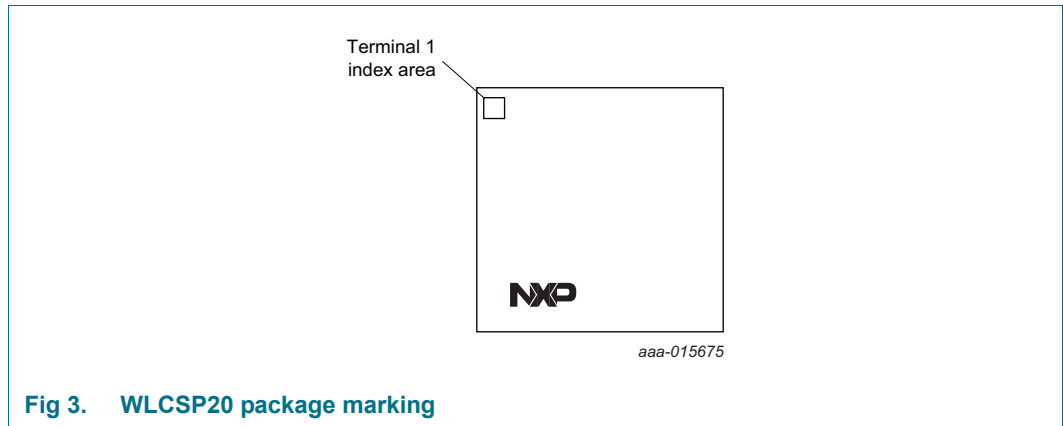 Terminal 1
index area
NXP
aaa-015675
Fig 3. WLCSP20 package marking